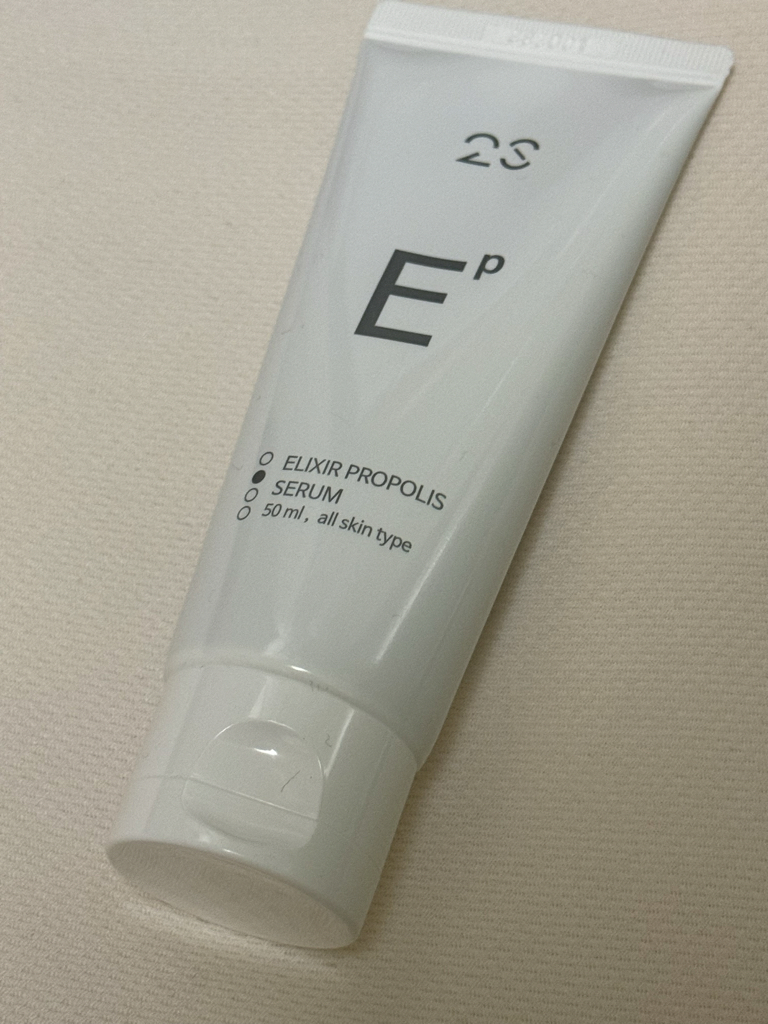 2S
E^p
ELIXIR PROPOLIS
SERUM
50 ml, all skin type